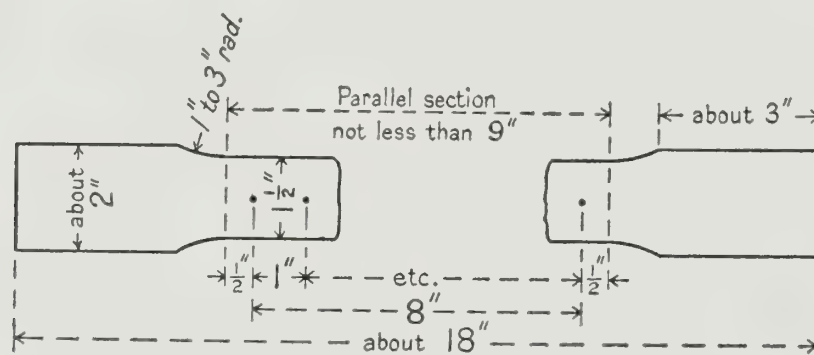 1" to 3" rad.
Parallel section
not less than 9"
about 3"
about
2"
1½"
½"
1"
etc.
½"
8"
about 18"